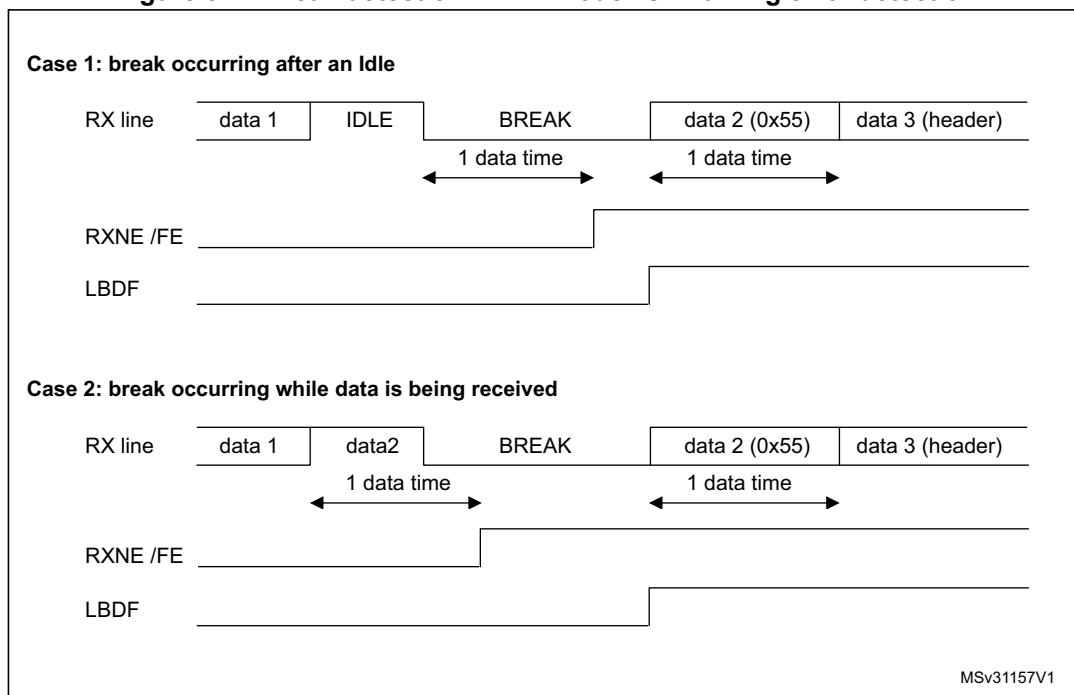 Case 1: break occurring after an Idle
RX line data 1 IDLE BREAK data 2 (0x55) data 3 (header)
1 data time 1 data time
RXNE /FE
LBDF
Case 2: break occurring while data is being received
RX line data 1 data2 BREAK data 2 (0x55) data 3 (header)
1 data time 1 data time
RXNE /FE
LBDF
MSv31157V1